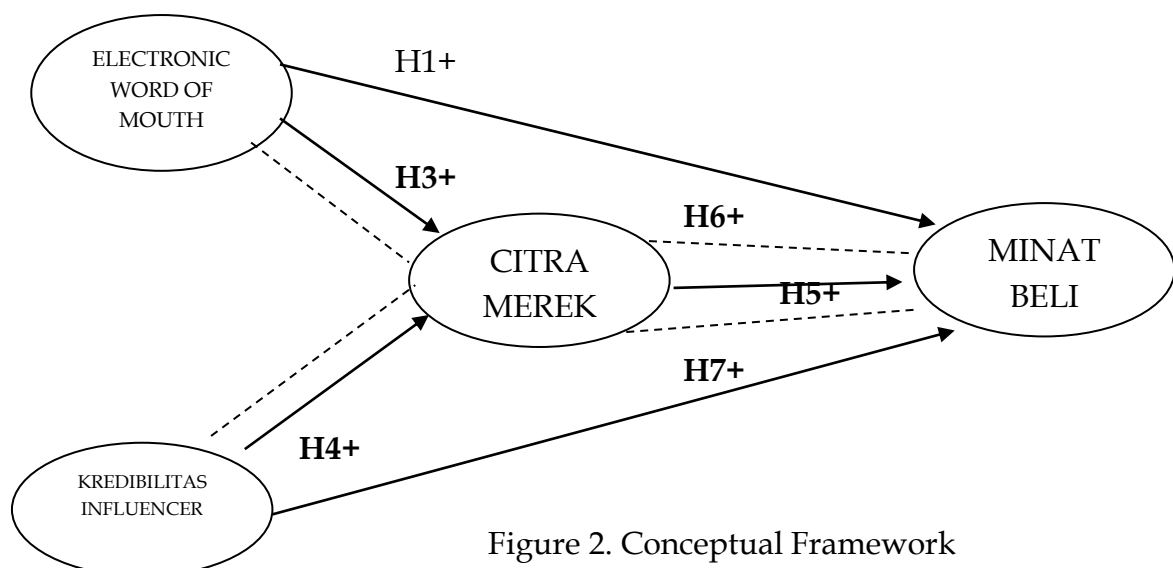 ELECTRONIC
WORD OF
MOUTH
H1+
H3+
H6+
CITRA
MEREK
MINAT
BELI
H5+
H7+
H4+
KREDIBILITAS
INFLUENCER
Figure 2. Conceptual Framework